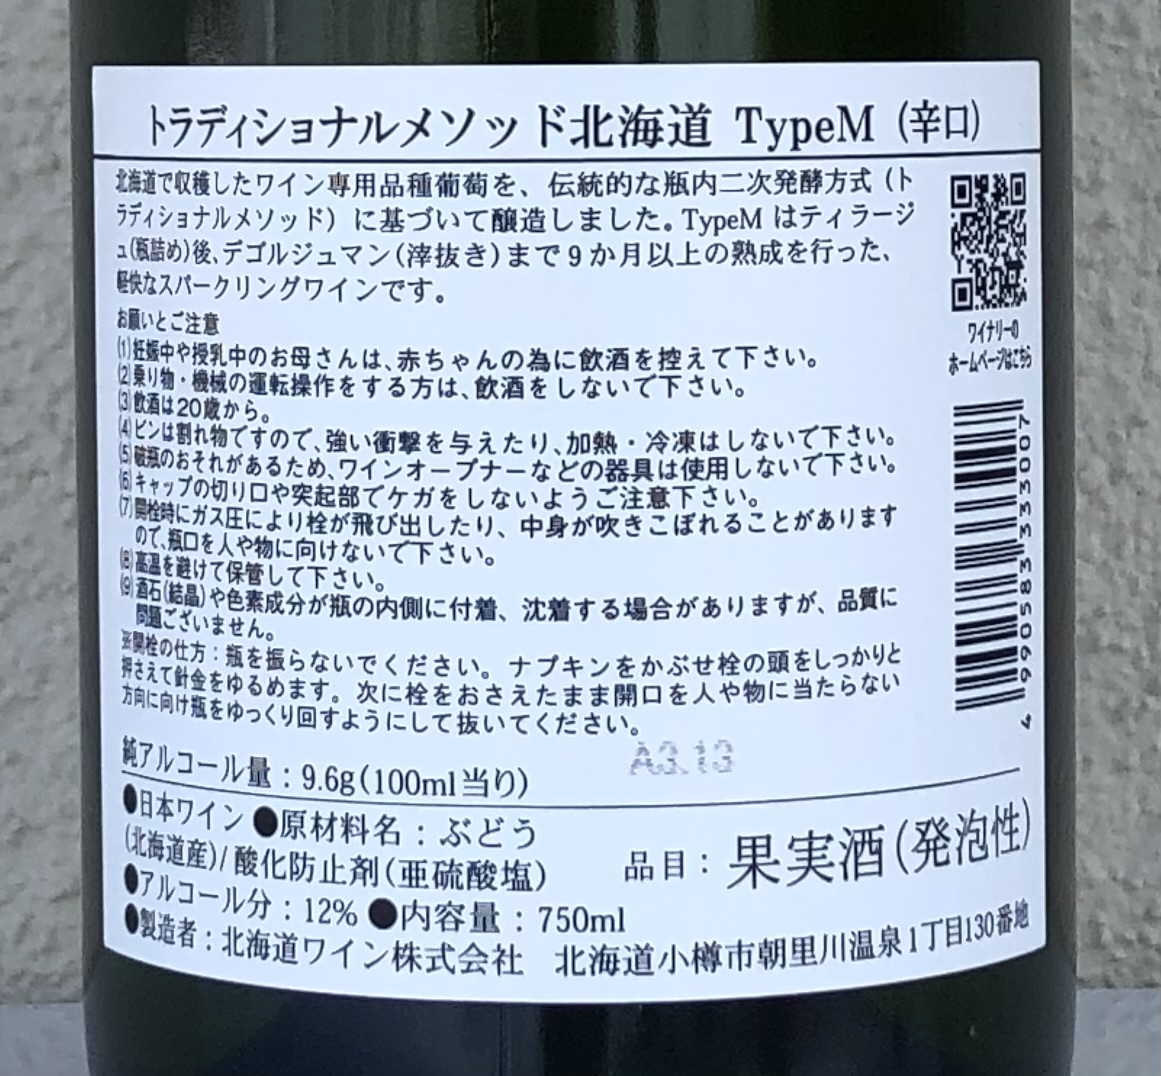 トラディショナルメソッド北海道 TypeM (辛口)
北海道で収穫したワイン専用品種葡萄を、伝統的な瓶内二次発酵方式（ト
ラディショナルメソッド）に基づいて醸造しました。TypeM はティラージ
ュ(瓶詰め)後、デゴルジュマン(滓抜き)まで9か月以上の熟成を行った、
軽快なスパークリングワインです。
お願いとご注意
(1)妊娠中や授乳中のお母さんは、赤ちゃんの為に飲酒を控えて下さい。
(2)乗り物・機械の運転操作をする方は、飲酒をしないで下さい。
(3)飲酒は20歳から。
(4)ビンは割れ物ですので、強い衝撃を与えたり、加熱・冷凍はしないで下さい。
(5)破瓶のおそれがあるため、ワインオープナーなどの器具は使用しないで下さい。
(6)キャップの切り口や突起部でケガをしないようご注意下さい。
(7)開栓時にガス圧により栓が飛び出したり、中身が吹きこぼれることがあります
ので、瓶口を人や物に向けないで下さい。
(8)高温を避けて保管して下さい。
(9)酒石(結晶)や色素成分が瓶の内側に付着、沈着する場合がありますが、品質に
問題ございません。
※開栓の仕方：瓶を振らないでください。ナプキンをかぶせ栓の頭をしっかりと
押さえて針金をゆるめます。次に栓をおさえたまま開口を人や物に当たらない
方向に向け瓶をゆっくり回すようにして抜いてください。
ワイナリーの
ホームページはこちら
4 990583 333007
A3.13
純アルコール量：9.6g(100ml当り)
●日本ワイン ●原材料名：ぶどう
(北海道産)/酸化防止剤(亜硫酸塩)
品目：果実酒(発泡性)
●アルコール分：12% ●内容量：750ml
●製造者：北海道ワイン株式会社 北海道小樽市朝里川温泉1丁目130番地